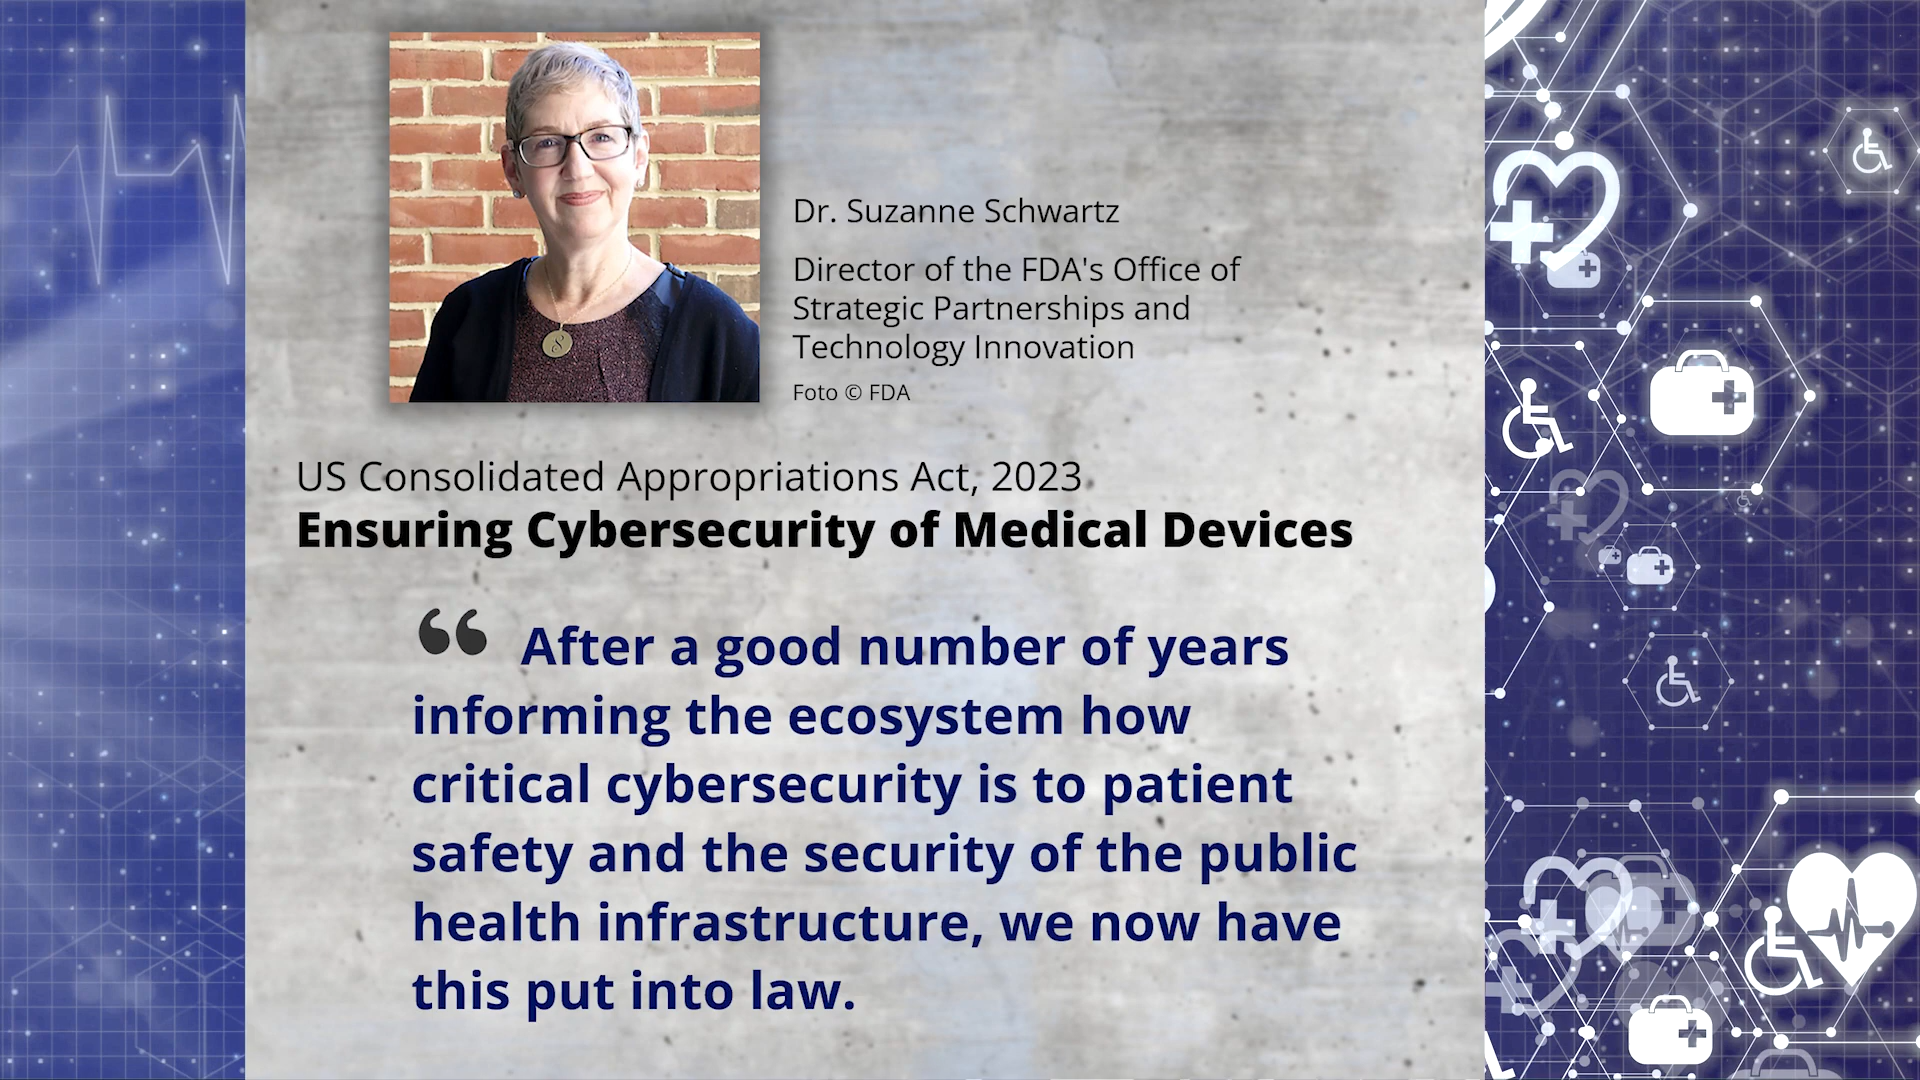 Dr. Suzanne Schwartz
Director of the FDA's Office of
Strategic Partnerships and
Technology Innovation
Foto © FDA
US Consolidated Appropriations Act, 2023
Ensuring Cybersecurity of Medical Devices
“ After a good number of years
informing the ecosystem how
critical cybersecurity is to patient
safety and the security of the public
health infrastructure, we now have
this put into law.